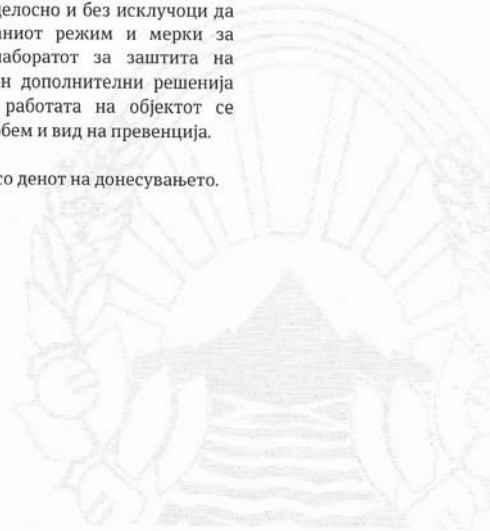 целосно и без исклучоци да
аниот режим и мерки за
лаборатот за заштита на
н дополнителни решенија
работата на објектот се
обем и вид на превенција.
со денот на донесувањето.